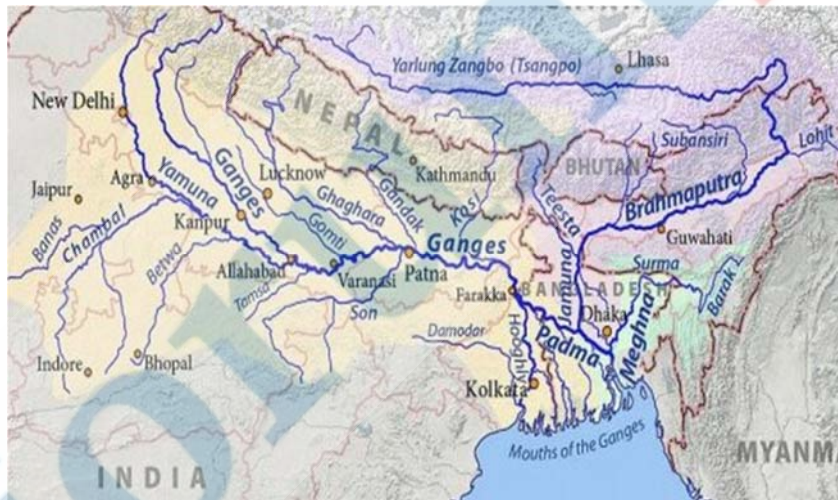 Yarlung Zangbo (Tsangpo)
Lhasa
New Delhi
NEPAL
Subansiri
Lohit
BHUTAN
Agra
Yamuna
Ganges
Lucknow
Kathmandu
Jaipur
Ghaghara
Gandak
Kosi
Teesta
Brahmaputra
Banas
Chambal
Kanpur
Gomti
Ganges
Guwahati
Betwa
Allahabad
Varanasi
Patna
Surma
Tamsa
Son
Farakka
BANGLADESH
Jamuna
Barak
Damodar
Hooghly
Padma
Dhaka
Meghna
Indore
Bhopal
Kolkata
Mouths of the Ganges
INDIA
MYANMA